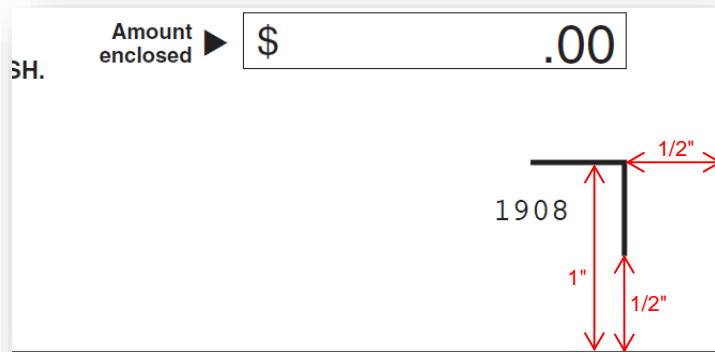 Amount
enclosed ▶ $ .00
SH.
1/2"
1908
1"
1/2"